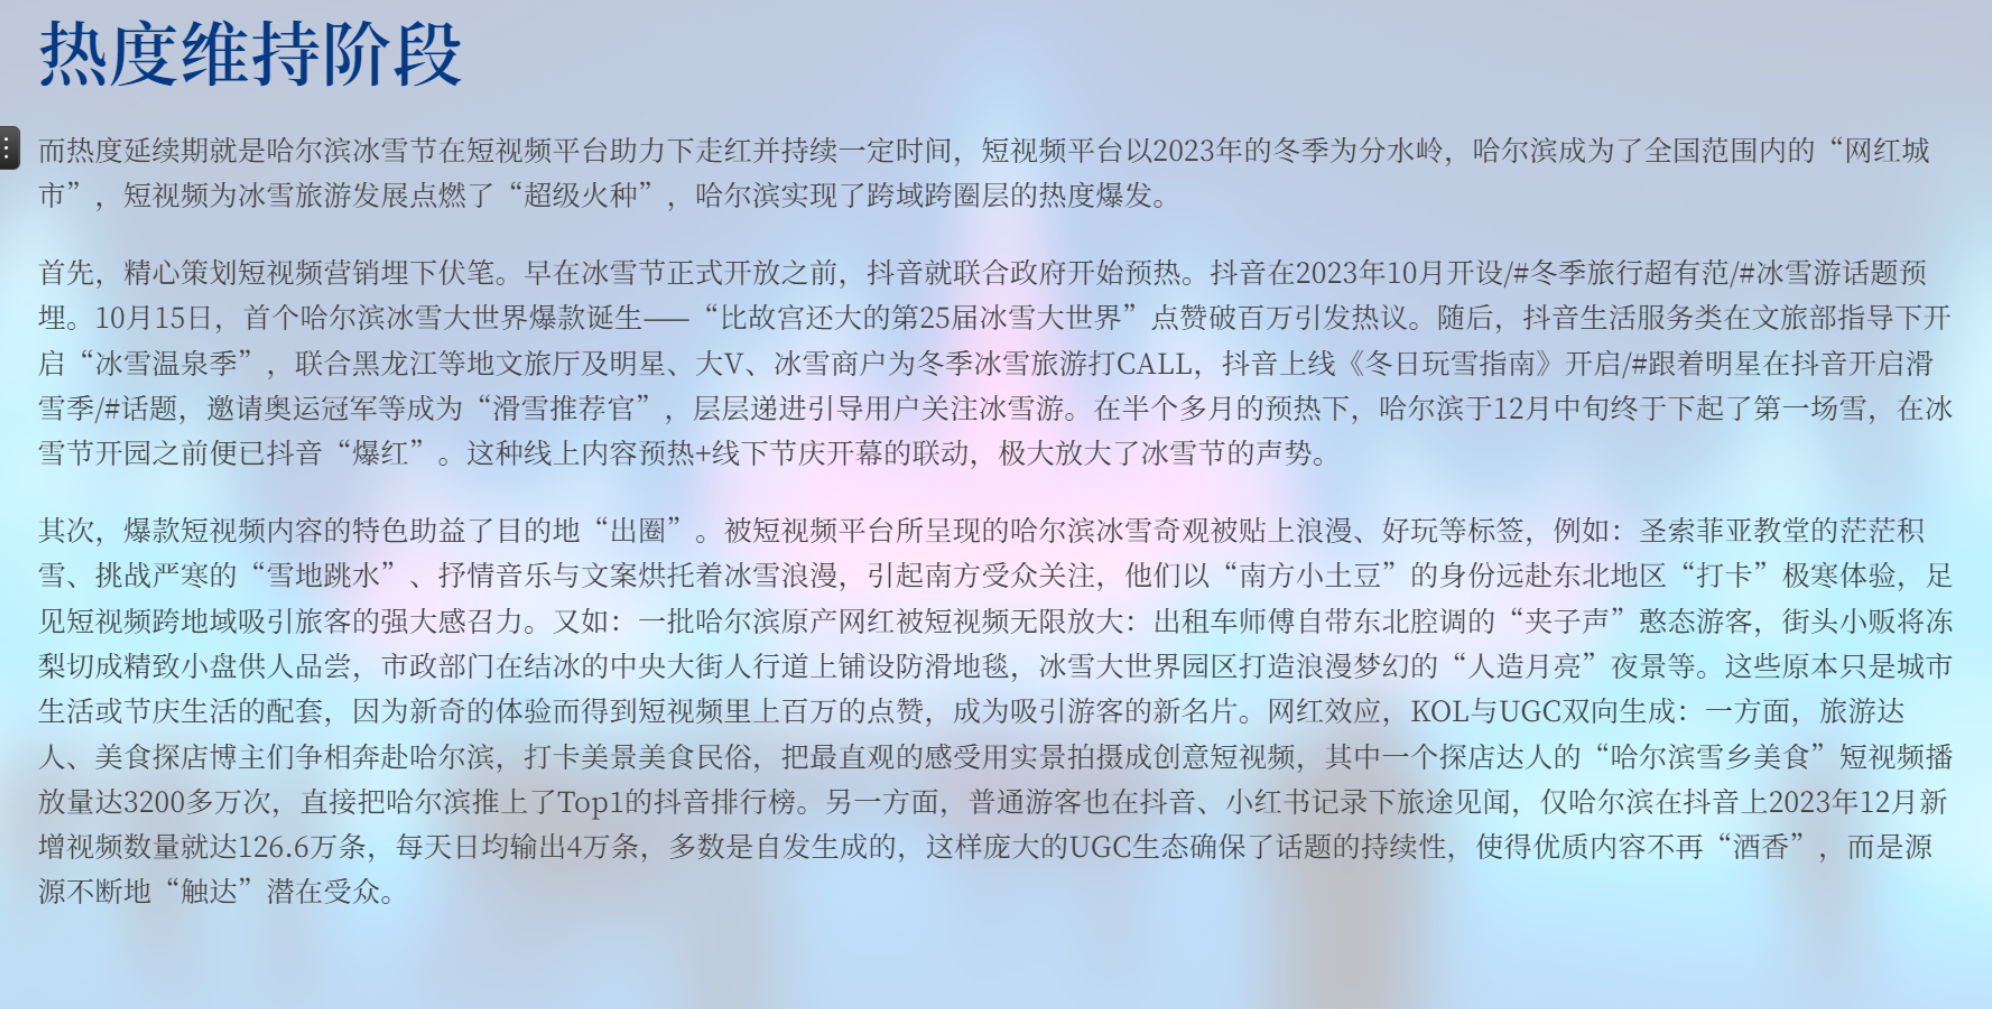 热度维持阶段
而热度延续期就是哈尔滨冰雪节在短视频平台助力下走红并持续一定时间，短视频平台以2023年的冬季为分水岭，哈尔滨成为了全国范围内的“网红城
市”，短视频为冰雪旅游发展点燃了“超级火种”，哈尔滨实现了跨域跨圈层的热度爆发。
首先，精心策划短视频营销埋下伏笔。早在冰雪节正式开放之前，抖音就联合政府开始预热。抖音在2023年10月开设/#冬季旅行超有范/#冰雪游话题预
埋。10月15日，首个哈尔滨冰雪大世界爆款诞生——“比故宫还大的第25届冰雪大世界”点赞破百万引发热议。随后，抖音生活服务类在文旅部指导下开
启“冰雪温泉季”，联合黑龙江等地文旅厅及明星、大V、冰雪商户为冬季冰雪旅游打CALL，抖音上线《冬日玩雪指南》开启/#跟着明星在抖音开启滑
雪季/#话题，邀请奥运冠军等成为“滑雪推荐官”，层层递进引导用户关注冰雪游。在半个多月的预热下，哈尔滨于12月中旬终于下起了第一场雪，在冰
雪节开园之前便已抖音“爆红”。这种线上内容预热+线下节庆开幕的联动，极大放大了冰雪节的声势。
其次，爆款短视频内容的特色助益了目的地“出圈”。被短视频平台所呈现的哈尔滨冰雪奇观被贴上浪漫、好玩等标签，例如：圣索菲亚教堂的茫茫积
雪、挑战严寒的“雪地跳水”、抒情音乐与文案烘托着冰雪浪漫，引起南方受众关注，他们以“南方小土豆”的身份远赴东北地区“打卡”极寒体验，足
见短视频跨地域吸引旅客的强大感召力。又如：一批哈尔滨原产网红被短视频无限放大：出租车师傅自带东北腔调的“夹子声”憨态游客，街头小贩将冻
梨切成精致小盘供人品尝，市政部门在结冰的中央大街人行道上铺设防滑地毯，冰雪大世界园区打造浪漫梦幻的“人造月亮”夜景等。这些原本只是城市
生活或节庆生活的配套，因为新奇的体验而得到短视频里上百万的点赞，成为吸引游客的新名片。网红效应，KOL与UGC双向生成：一方面，旅游达
人、美食探店博主们争相奔赴哈尔滨，打卡美景美食民俗，把最直观的感受用实景拍摄成创意短视频，其中一个探店达人的“哈尔滨雪乡美食”短视频播
放量达3200多万次，直接把哈尔滨推上了Top1的抖音排行榜。另一方面，普通游客也在抖音、小红书记录下旅途见闻，仅哈尔滨在抖音上2023年12月新
增视频数量就达126.6万条，每天日均输出4万条，多数是自发生成的，这样庞大的UGC生态确保了话题的持续性，使得优质内容不再“酒香”，而是源
源不断地“触达”潜在受众。